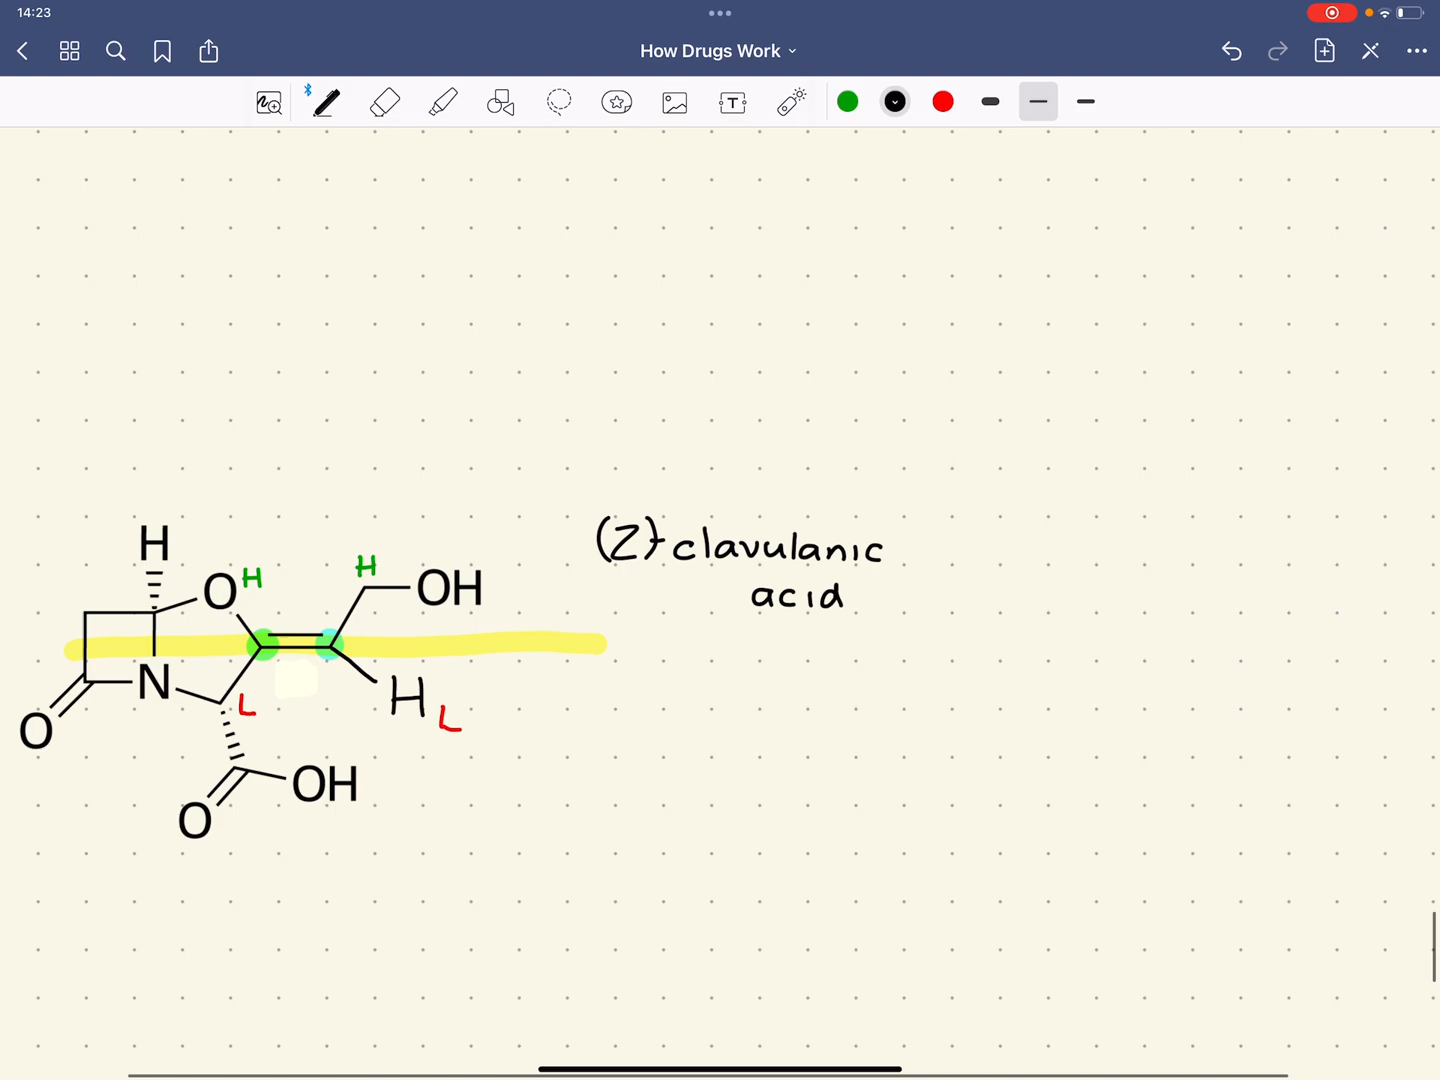 14:23
How Drugs Work
T
H
H
O H
OH
(Z)-clavulanic
acid
N
L
H
L
O
OH
O